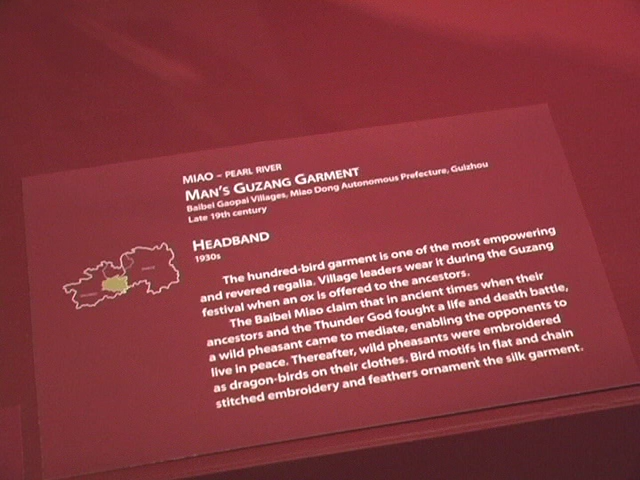 MIAO – PEARL RIVER
MAN'S GUZANG GARMENT
Baibei Gaopai Villages, Miao Dong Autonomous Prefecture, Guizhou
Late 19th century
HEADBAND
1930s
The hundred-bird garment is one of the most empowering
and revered regalia. Village leaders wear it during the Guzang
festival when an ox is offered to the ancestors.
The Baibei Miao claim that in ancient times when their
ancestors and the Thunder God fought a life and death battle,
a wild pheasant came to mediate, enabling the opponents to
live in peace. Thereafter, wild pheasants were embroidered
as dragon-birds on their clothes. Bird motifs in flat and chain
stitched embroidery and feathers ornament the silk garment.